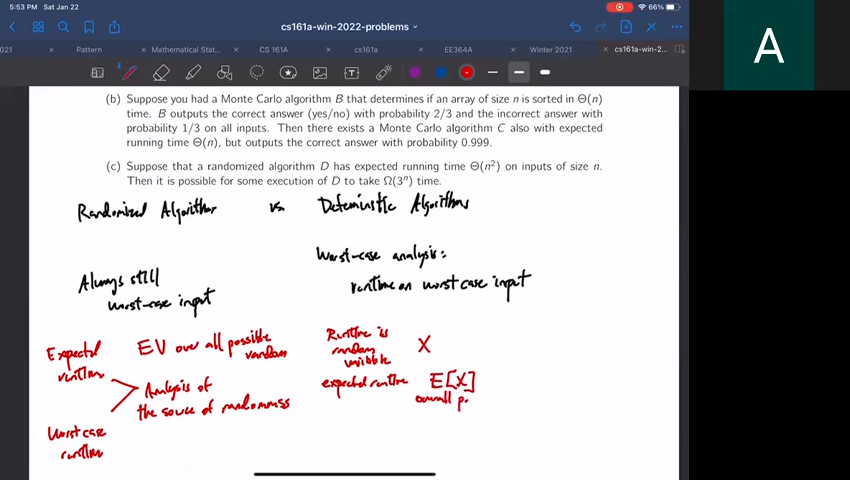 5:53 PM Sat Jan 22
66%
cs161a-win-2022-problems
021
Pattern
Mathematical Stat...
CS 161A
cs161a
EE364A
Winter 2021
cs161a-win-2...
(b) Suppose you had a Monte Carlo algorithm B that determines if an array of size n is sorted in Θ(n)
time. B outputs the correct answer (yes/no) with probability 2/3 and the incorrect answer with
probability 1/3 on all inputs. Then there exists a Monte Carlo algorithm C also with expected
running time Θ(n), but outputs the correct answer with probability 0.999.
(c) Suppose that a randomized algorithm D has expected running time Θ(n²) on inputs of size n.
Then it is possible for some execution of D to take Ω(3ⁿ) time.
Randomized Algorithm vs. Deterministic Algorithms
Worst-case analysis:
runtime on worst case input
Always still
worst-case input
Expected
runtime
EV over all possible
random
Analysis of
the source of randomness
Worst case
runtime
Runtime is
random
variable
X
expected runtime E[X]
overall p.
A